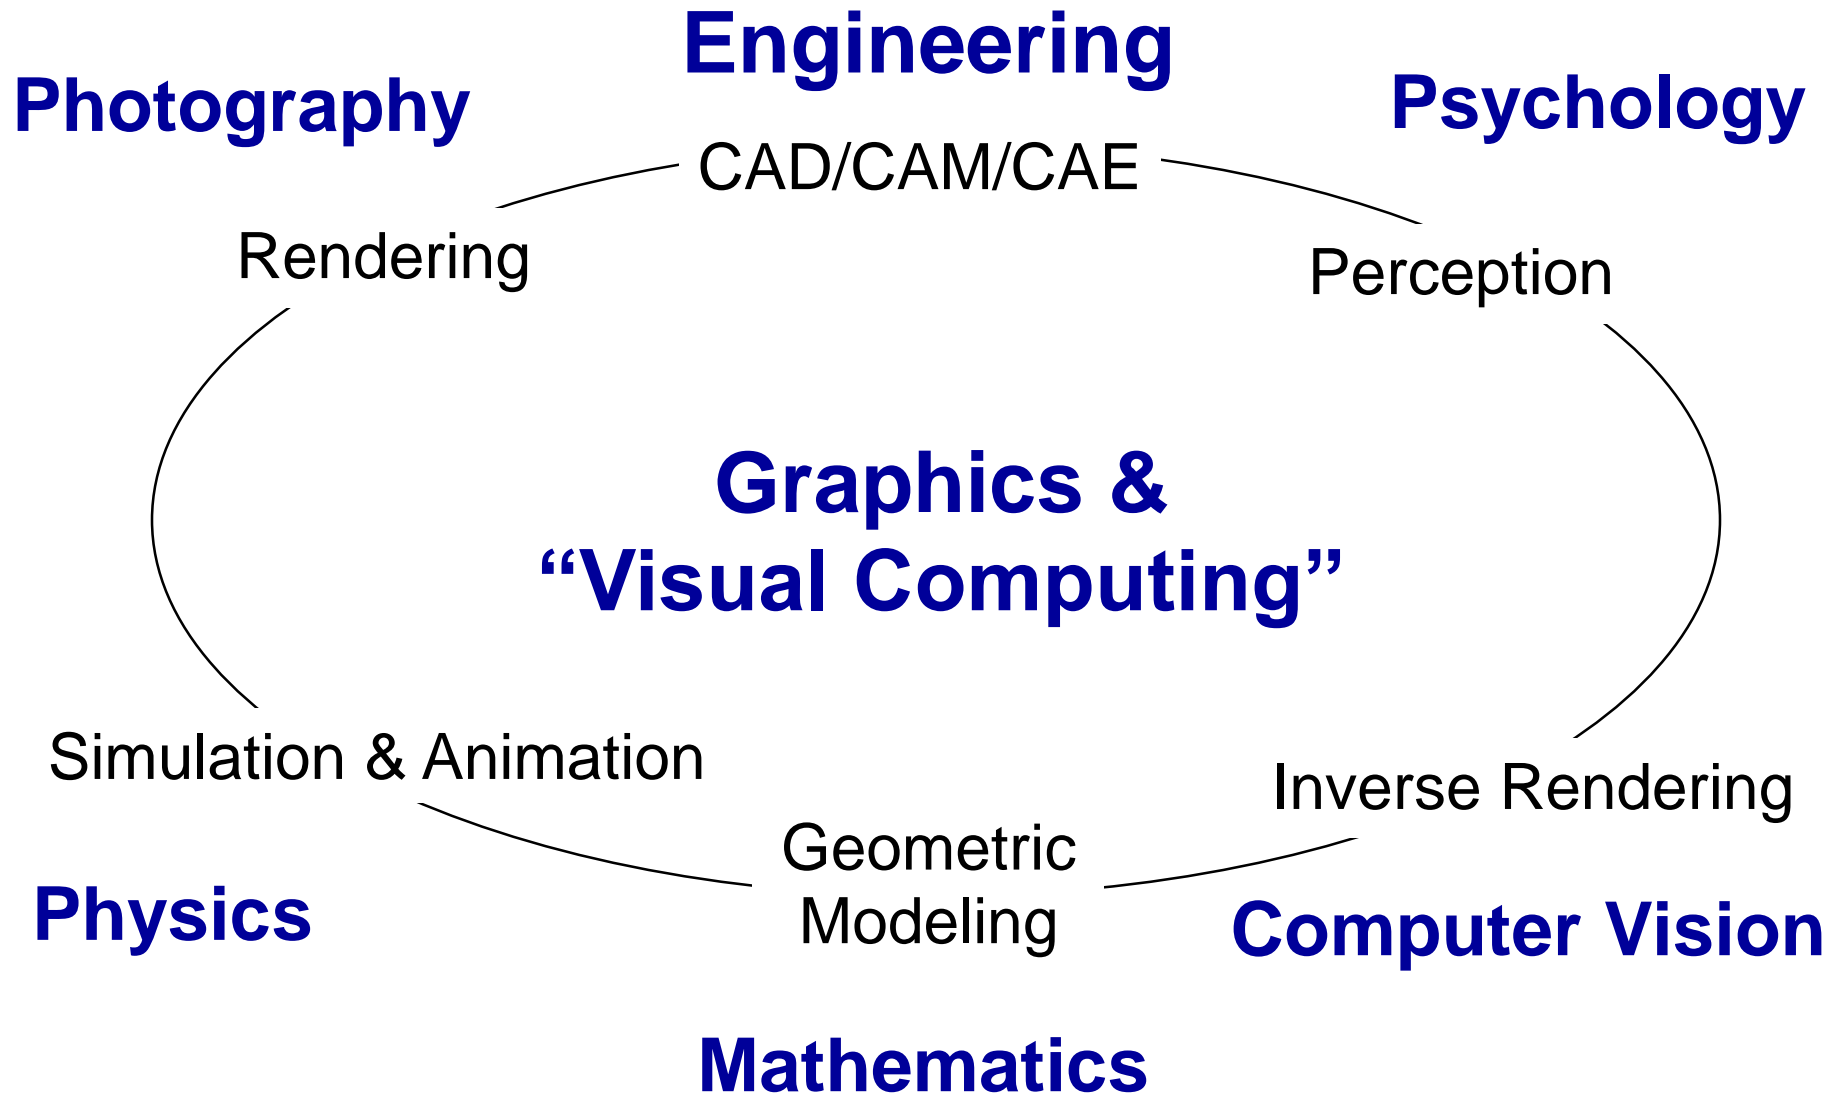 Engineering
Photography
Psychology
CAD/CAM/CAE
Rendering
Perception
Graphics &
“Visual Computing”
Simulation & Animation
Inverse Rendering
Geometric
Modeling
Physics
Computer Vision
Mathematics